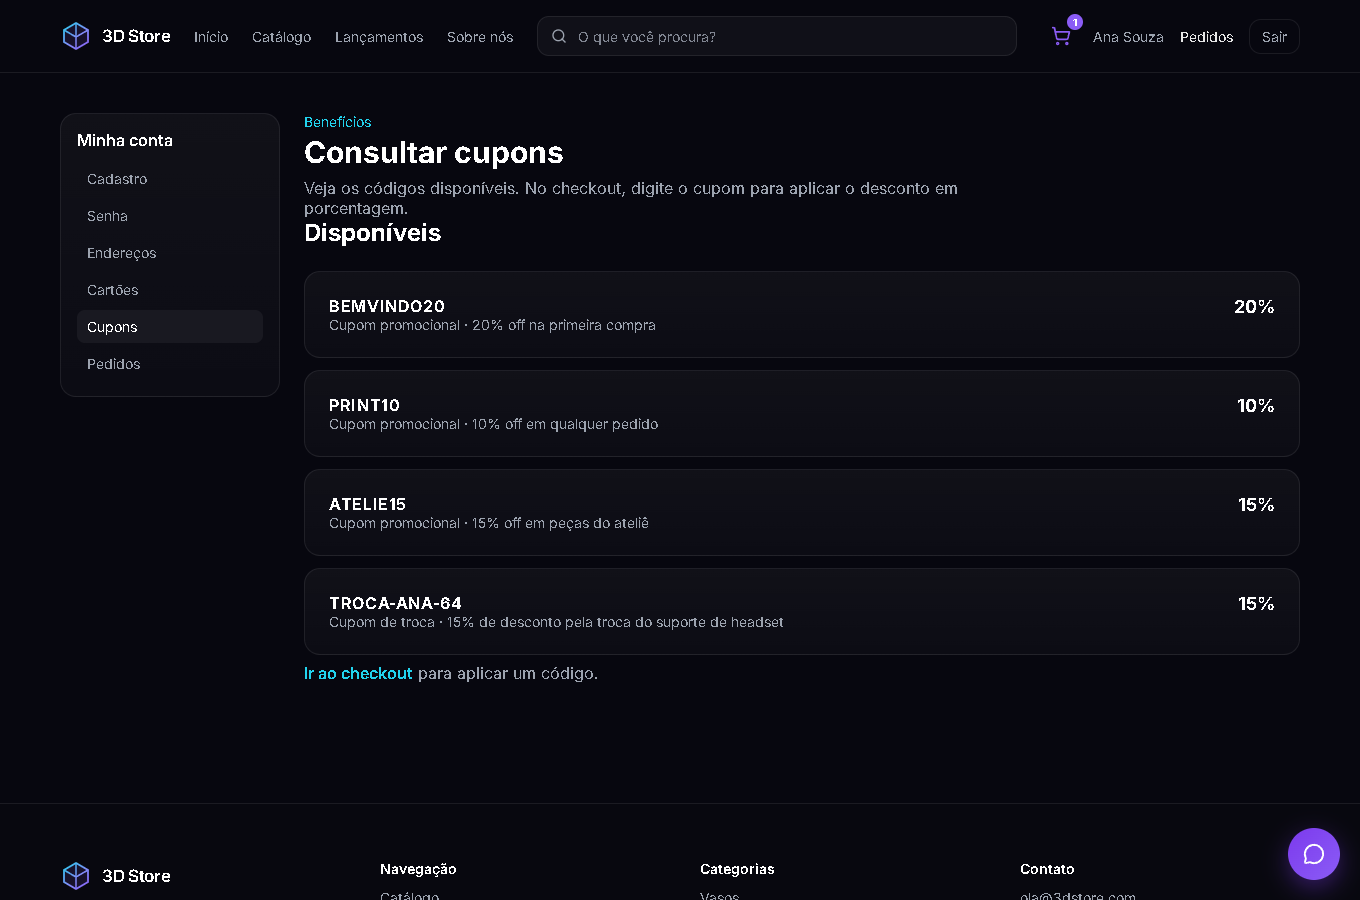 3D Store
Início
Catálogo
Lançamentos
Sobre nós
O que você procura?
1
Ana Souza
Pedidos
Sair
Minha conta
Cadastro
Senha
Endereços
Cartões
Cupons
Pedidos
Benefícios
Consultar cupons
Veja os códigos disponíveis. No checkout, digite o cupom para aplicar o desconto em
porcentagem.
Disponíveis
BEMVINDO20
20%
Cupom promocional · 20% off na primeira compra
PRINT10
10%
Cupom promocional · 10% off em qualquer pedido
ATELIE15
15%
Cupom promocional · 15% off em peças do ateliê
TROCA-ANA-64
15%
Cupom de troca · 15% de desconto pela troca do suporte de headset
Ir ao checkout para aplicar um código.
3D Store
Navegação
Catálogo
Categorias
Vasos
Contato
ola@3dstore.com